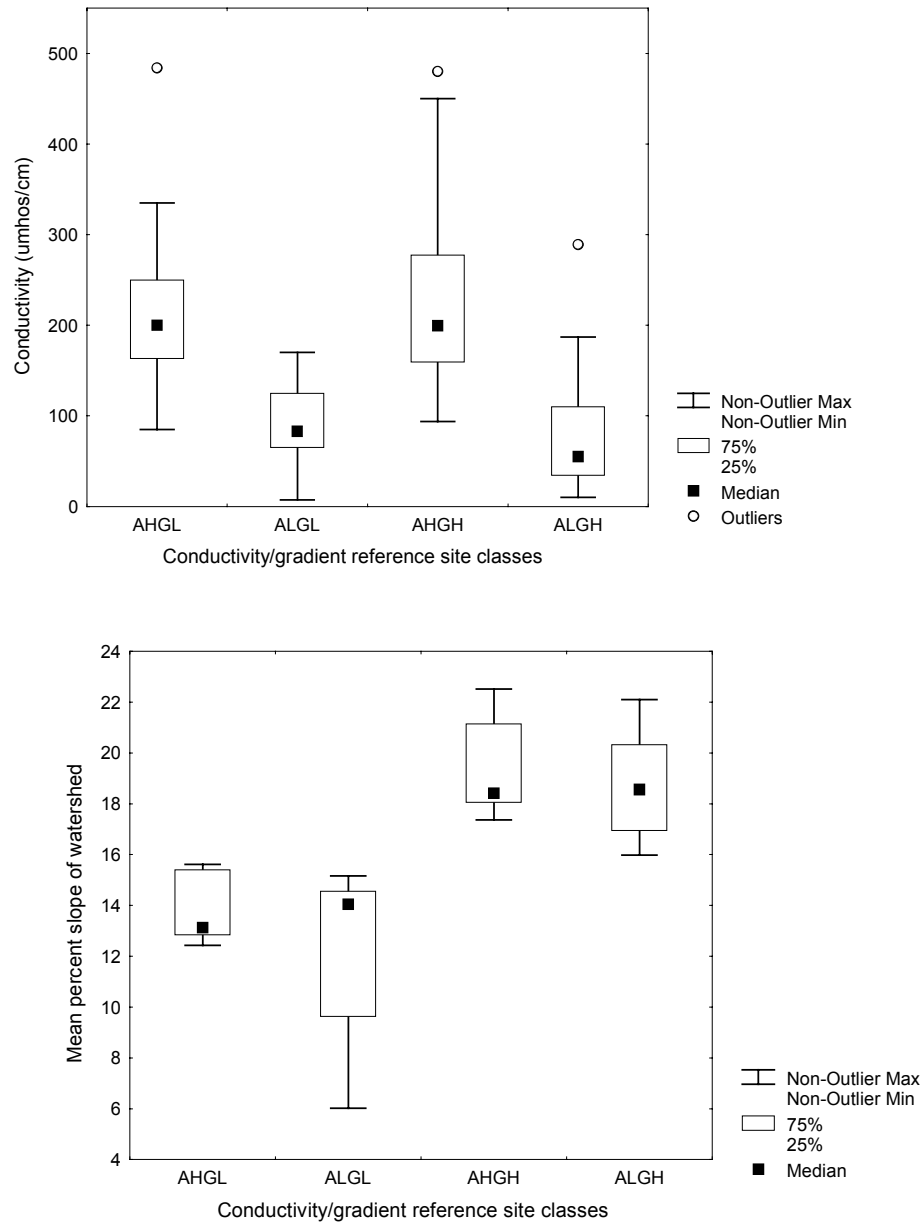 500
400
300
200
100
0
Conductivity (umhos/cm)
AHGL ALGL AHGH ALGH
Conductivity/gradient reference site classes
Non-Outlier Max
Non-Outlier Min
75%
25%
Median
Outliers
24
22
20
18
16
14
12
10
8
6
4
Mean percent slope of watershed
AHGL ALGL AHGH ALGH
Conductivity/gradient reference site classes
Non-Outlier Max
Non-Outlier Min
75%
25%
Median